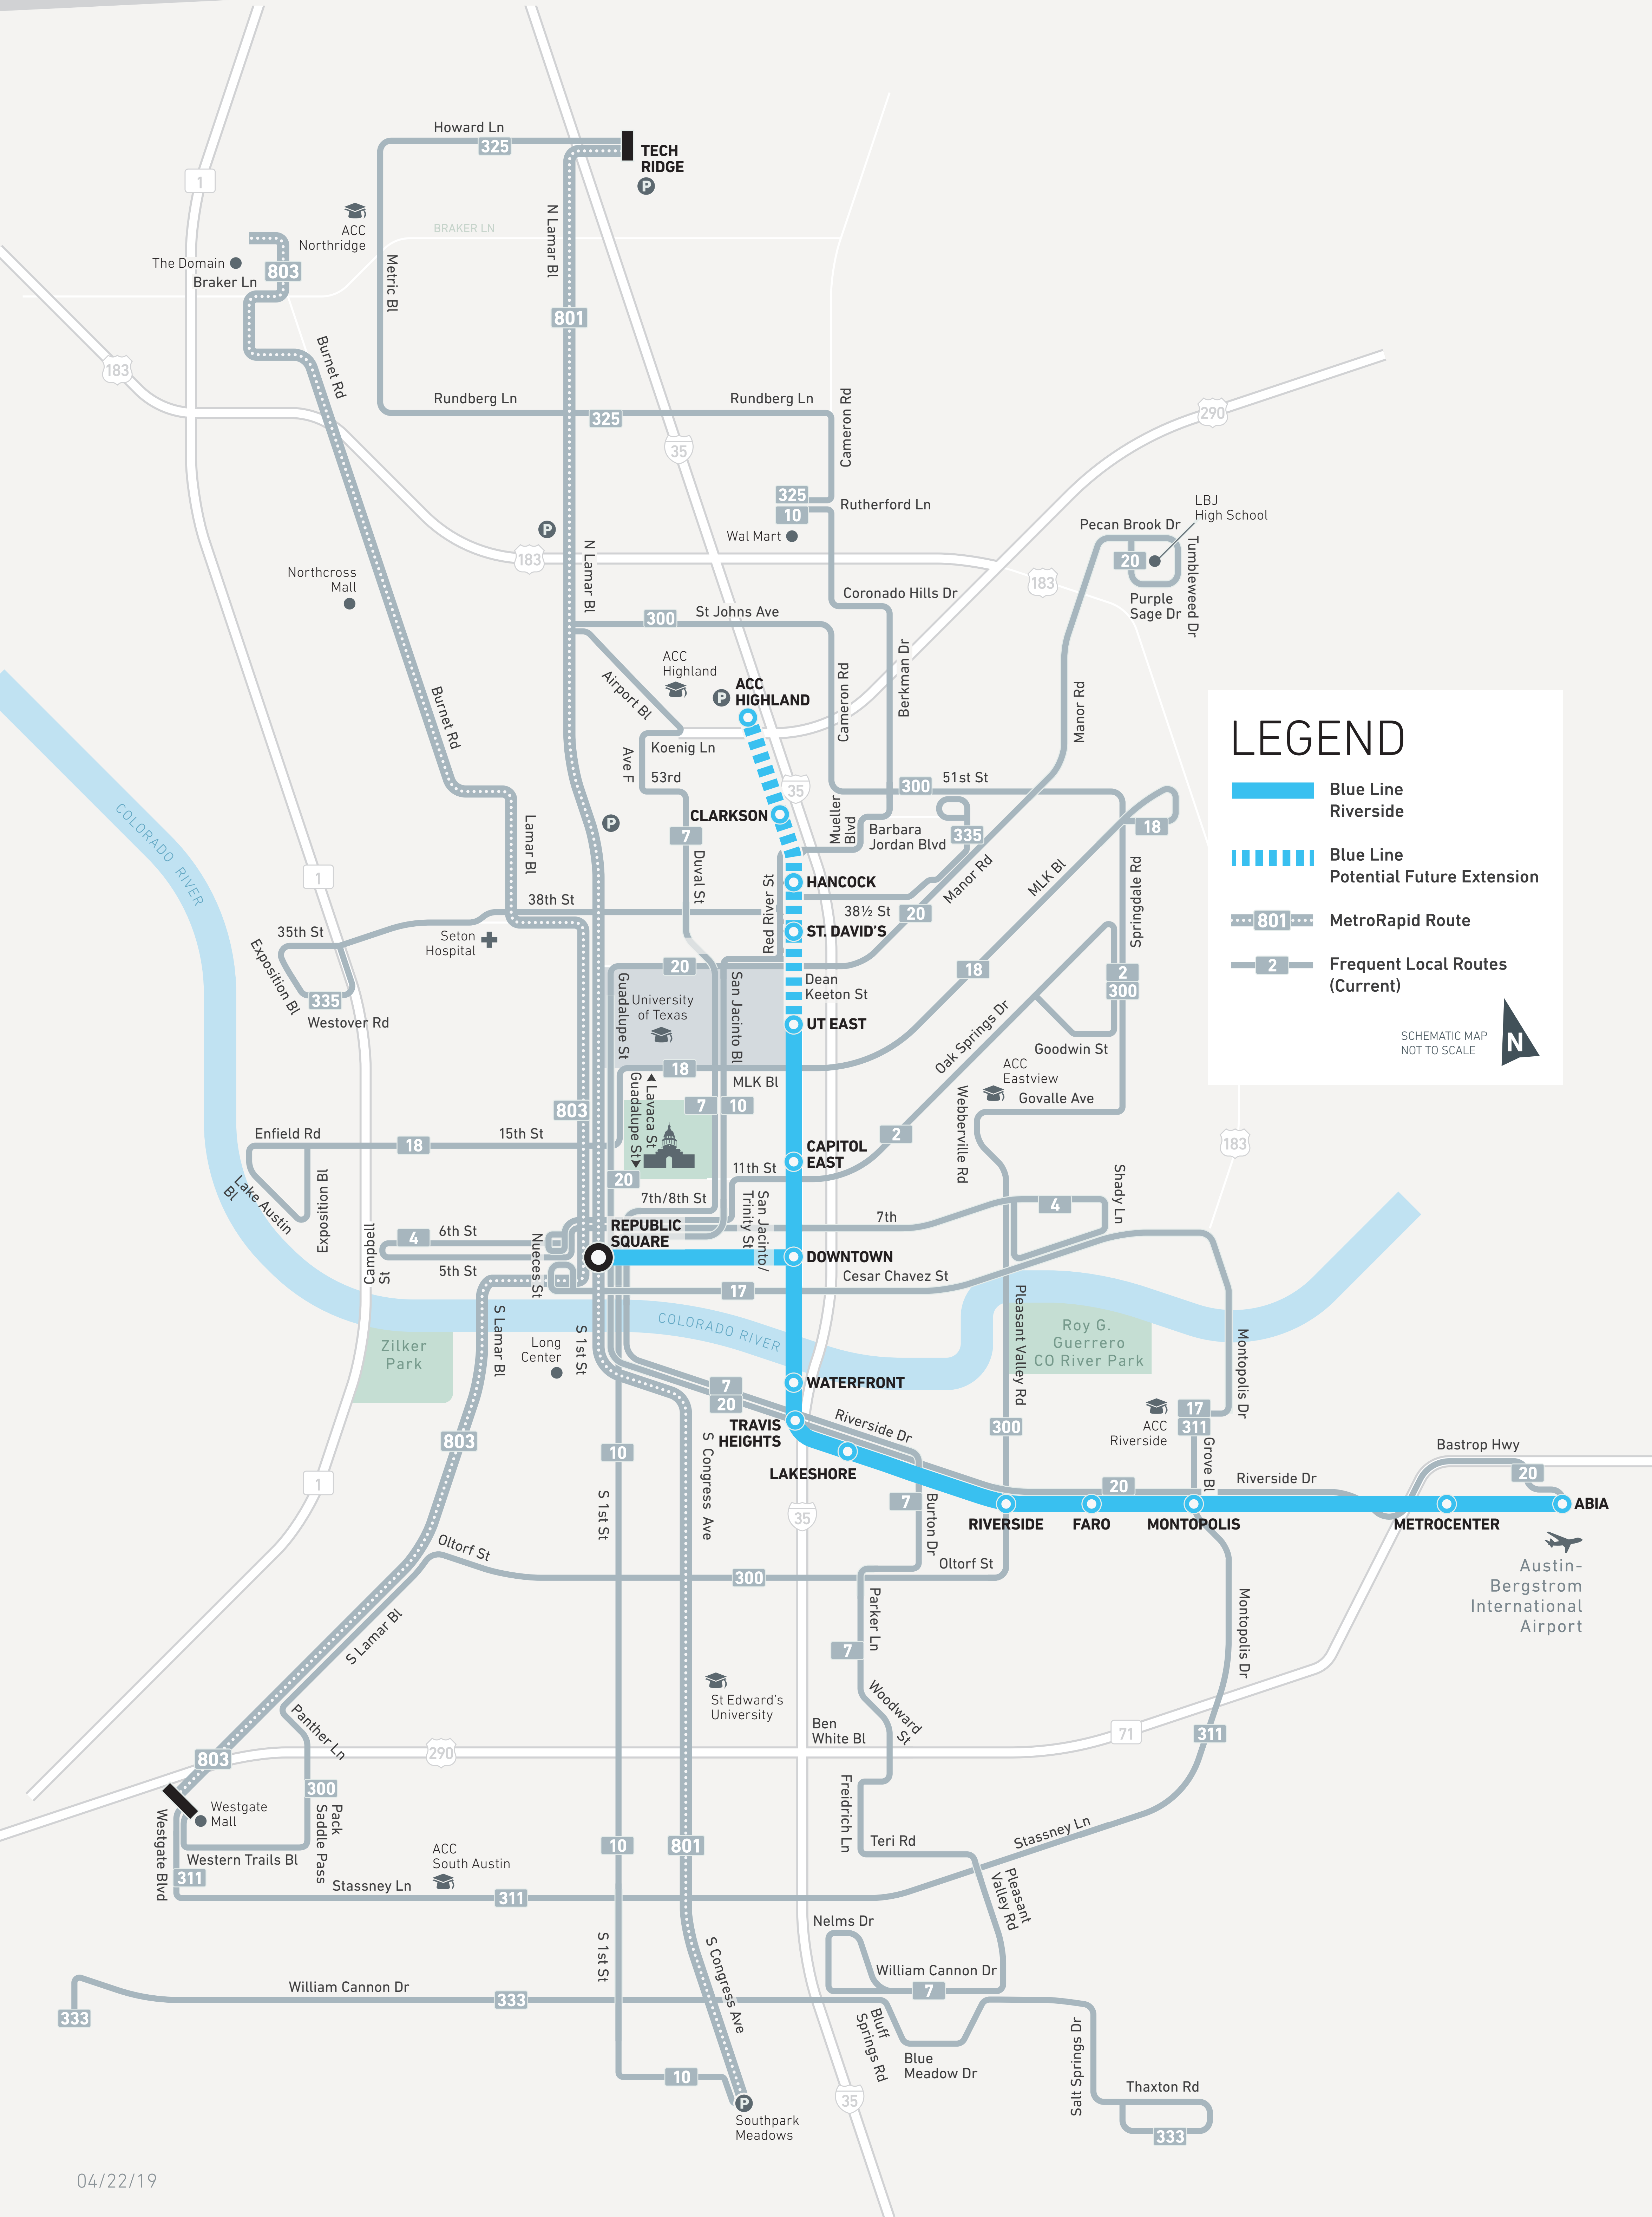 Howard Ln
325
TECH
RIDGE
P
1
ACC
Northridge
N Lamar Bl
BRAKER LN
The Domain
803
Braker Ln
Metric Bl
801
183
Burnet Rd
Rundberg Ln
325
Rundberg Ln
Cameron Rd
35
290
325
10
Rutherford Ln
Wal Mart
LBJ
High School
Pecan Brook Dr
20
Tumbleweed Dr
Purple
Sage Dr
P
183
183
N Lamar Bl
Northcross
Mall
Coronado Hills Dr
300
St Johns Ave
ACC
Highland
Airport Bl
P
ACC
HIGHLAND
Cameron Rd
Berkman Dr
Manor Rd
Burnet Rd
Koenig Ln
Ave F
53rd
35
300
51st St
CLARKSON
Mueller
Blvd
Barbara
Jordan Blvd
335
18
COLORADO RIVER
Lamar Bl
P
7
Duval St
Red River St
HANCOCK
Manor Rd
MLK Bl
Springdale Rd
1
38th St
38½ St
20
ST. DAVID'S
35th St
Seton
Hospital
Exposition Bl
335
Westover Rd
20
Guadalupe St
University
of Texas
San Jacinto Bl
Dean
Keeton St
18
2
300
UT EAST
Oak Springs Dr
Goodwin St
ACC
Eastview
Govalle Ave
Webberville Rd
18
MLK Bl
Lavaca St
Guadalupe St
7
10
803
2
183
Enfield Rd
18
15th St
CAPITOL
EAST
Lake Austin
Bl
Exposition Bl
20
11th St
7th/8th St
San Jacinto/
Trinity St
4
Shady Ln
7th
Campbell
St
4
6th St
5th St
Nueces St
REPUBLIC
SQUARE
DOWNTOWN
Cesar Chavez St
17
COLORADO RIVER
Zilker
Park
S Lamar Bl
Long
Center
S 1st St
Pleasant Valley Rd
Roy G.
Guerrero
CO River Park
Montopolis Dr
WATERFRONT
7
20
TRAVIS
HEIGHTS
Riverside Dr
LAKESHORE
803
10
S Congress Ave
300
ACC
Riverside
17
311
Grove Bl
Bastrop Hwy
20
Riverside Dr
20
ABIA
1
S 1st St
35
7
Burton Dr
RIVERSIDE
FARO
MONTOPOLIS
METROCENTER
Austin-
Bergstrom
International
Airport
Oltorf St
300
Oltorf St
Parker Ln
7
Montopolis Dr
S Lamar Bl
Panther Ln
St Edward's
University
Woodward
St
Ben
White Bl
71
311
803
290
300
Westgate
Mall
Pack
Saddle Pass
Westgate Blvd
Western Trails Bl
311
ACC
South Austin
Stassney Ln
311
10
801
Freidrich Ln
Teri Rd
Stassney Ln
Pleasant
Valley Rd
Nelms Dr
S 1st St
S Congress Ave
William Cannon Dr
7
William Cannon Dr
333
333
Bluff
Springs Rd
Blue
Meadow Dr
Salt Springs Dr
10
P
Southpark
Meadows
35
Thaxton Rd
333
LEGEND
Blue Line
Riverside
Blue Line
Potential Future Extension
801
MetroRapid Route
2
Frequent Local Routes
(Current)
SCHEMATIC MAP
NOT TO SCALE
N
04/22/19